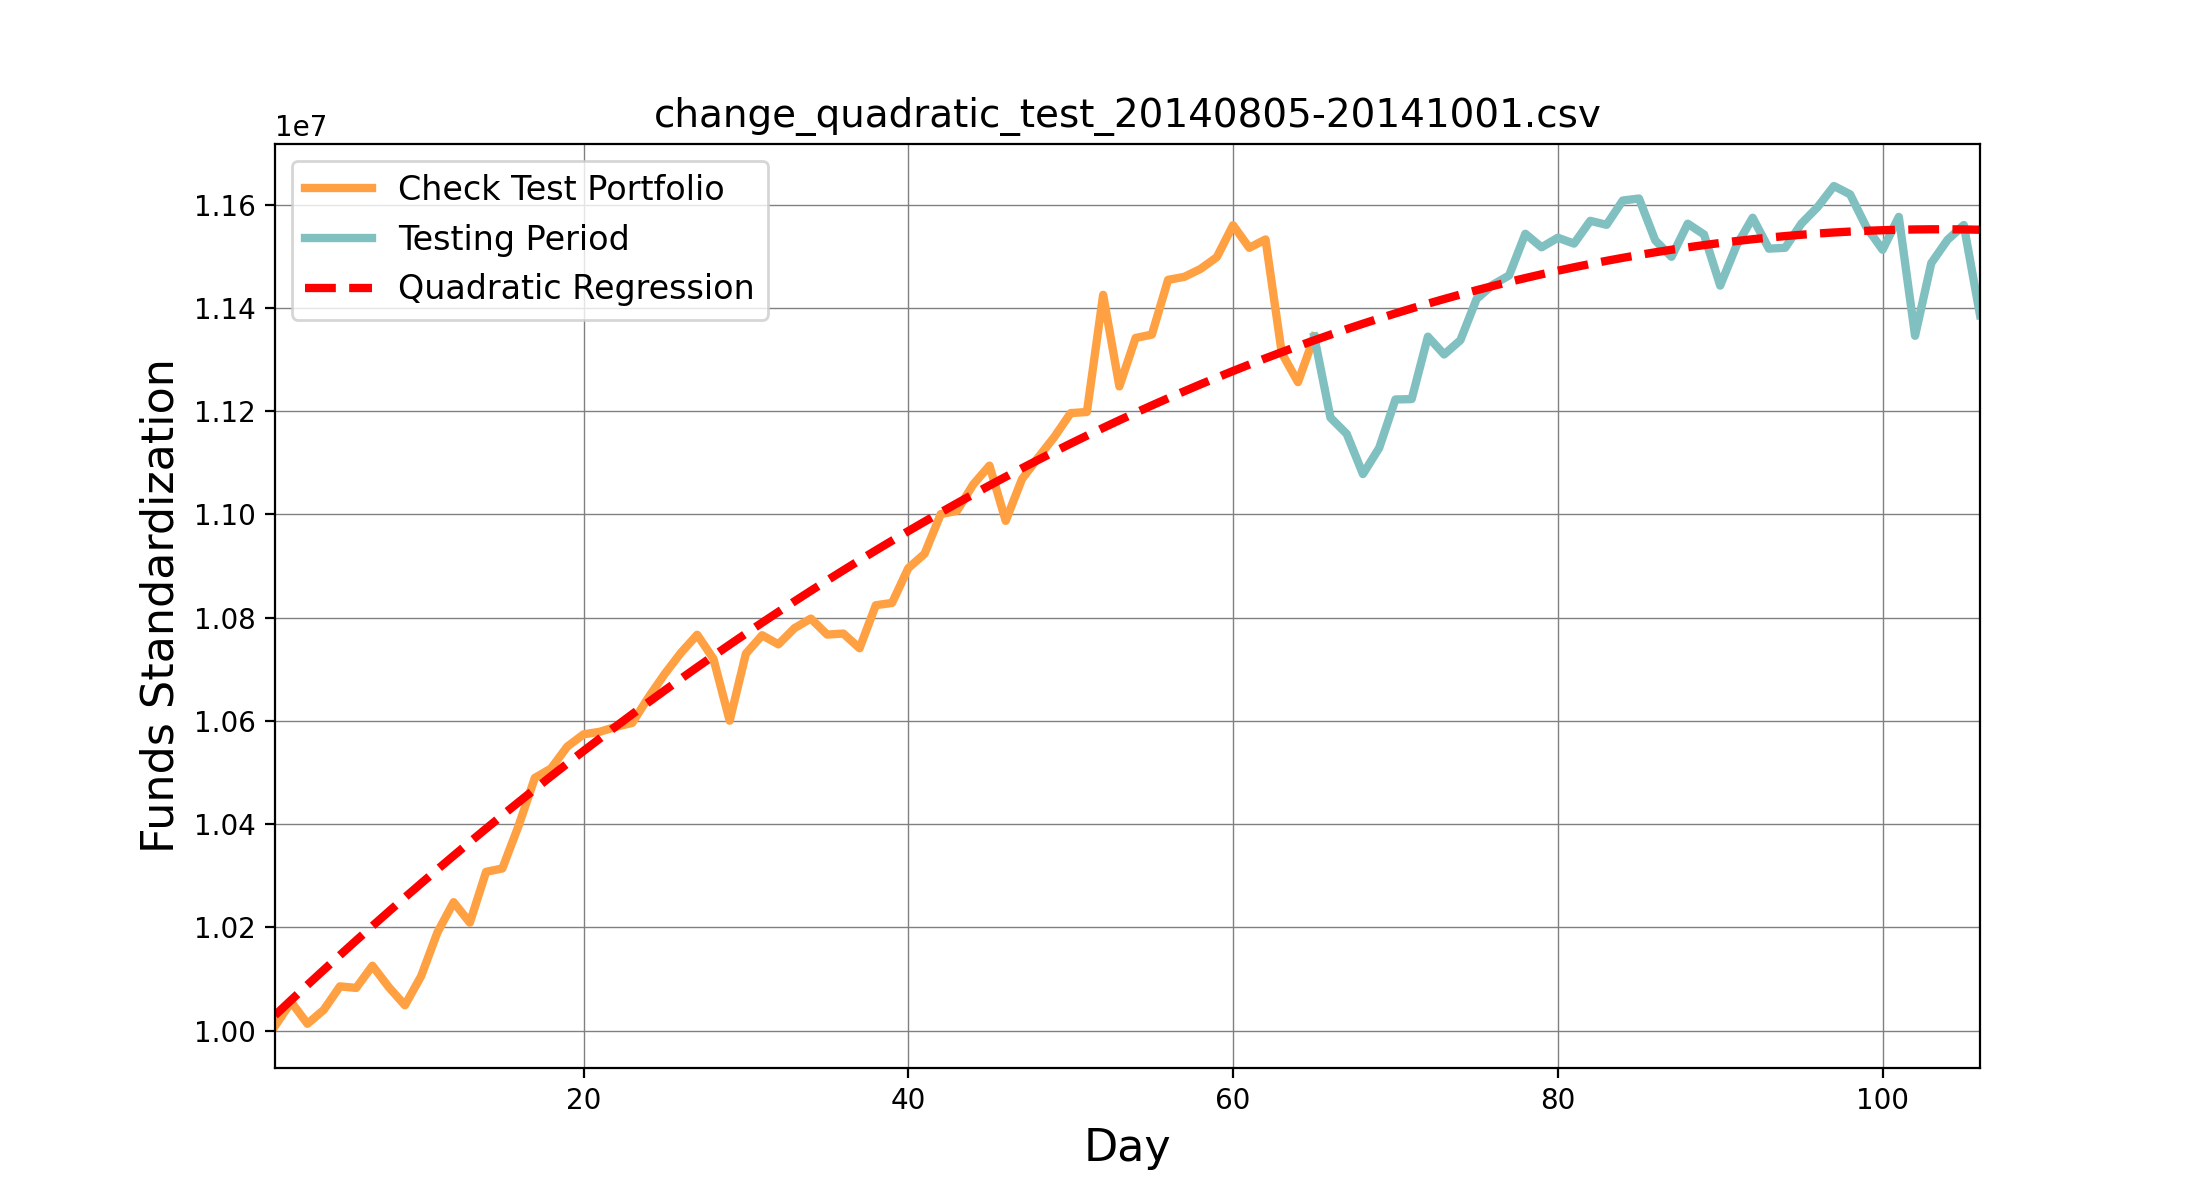 change_quadratic_test_20140805-20141001.csv
1e7
Check Test Portfolio
Testing Period
Quadratic Regression
1.16
1.14
1.12
1.10
1.08
1.06
1.04
1.02
1.00
Funds Standardization
20
40
60
80
100
Day